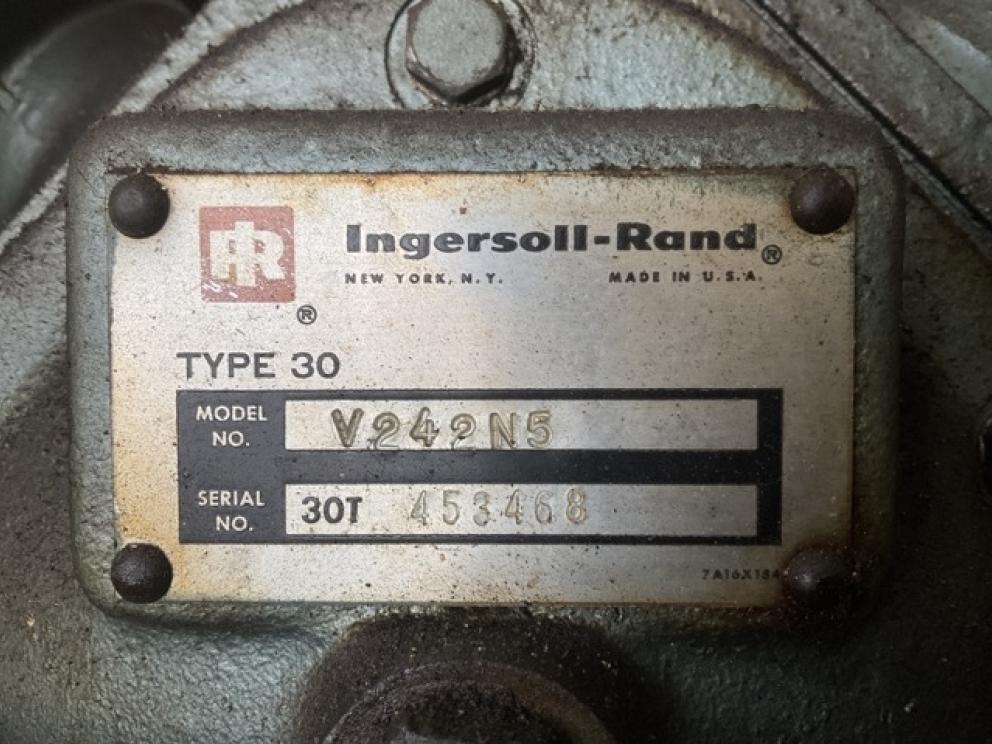 IR
Ingersoll-Rand®
NEW YORK, N.Y. MADE IN U.S.A.
®
TYPE 30
MODEL NO. V242N5
SERIAL NO. 30T 453468